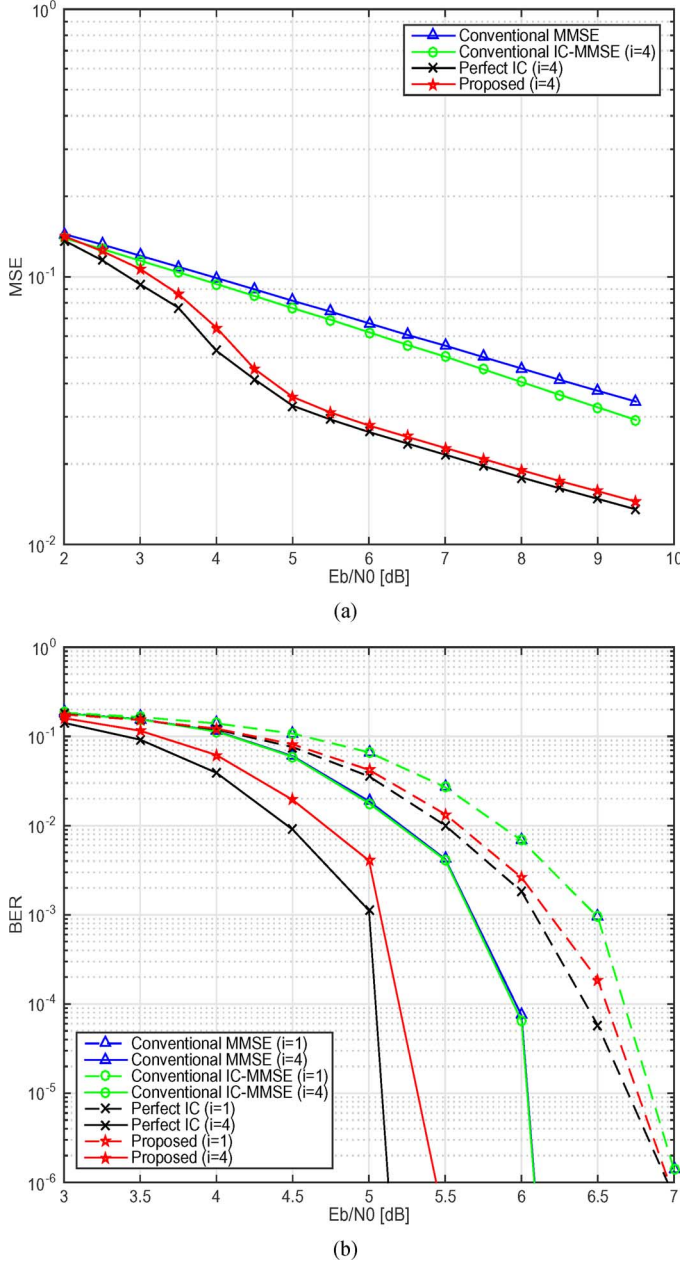 10^0
Conventional MMSE
Conventional IC-MMSE (i=4)
Perfect IC (i=4)
Proposed (i=4)
MSE
10^-1
10^-2
2 3 4 5 6 7 8 9 10
Eb/N0 [dB]
(a)
10^0
10^-1
10^-2
BER
10^-3
10^-4
Conventional MMSE (i=1)
Conventional MMSE (i=4)
Conventional IC-MMSE (i=1)
Conventional IC-MMSE (i=4)
Perfect IC (i=1)
Perfect IC (i=4)
Proposed (i=1)
Proposed (i=4)
10^-5
10^-6
3 3.5 4 4.5 5 5.5 6 6.5 7
Eb/N0 [dB]
(b)